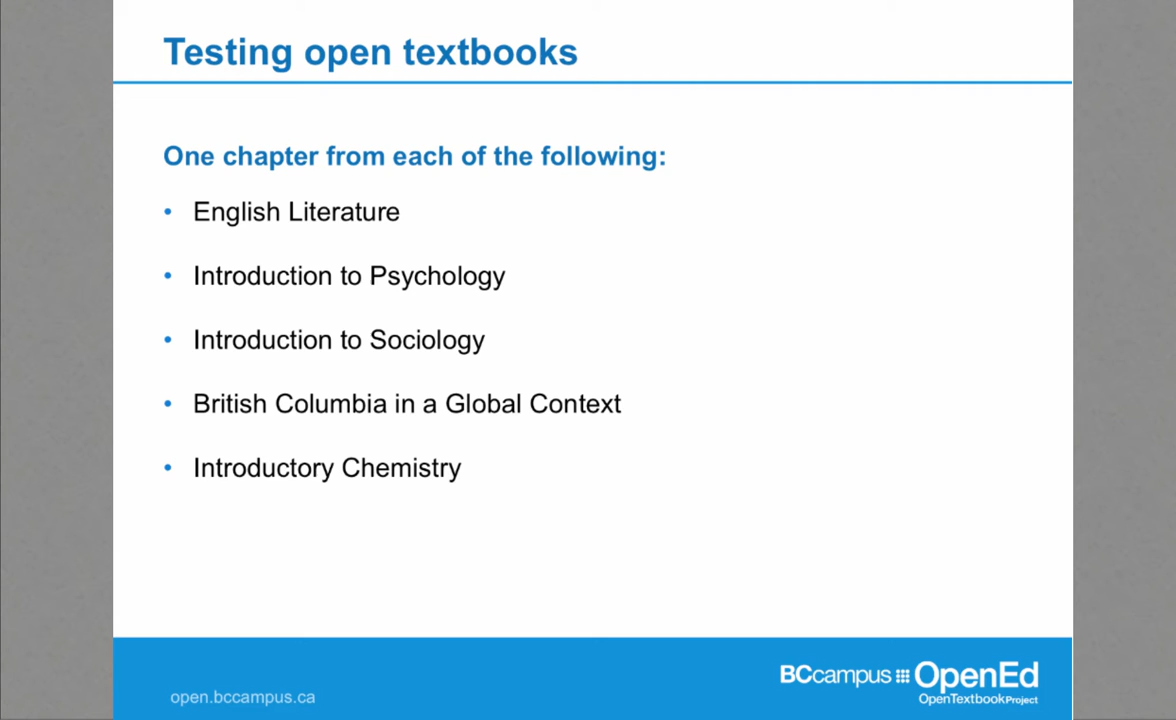 Testing open textbooks
One chapter from each of the following:
• English Literature
• Introduction to Psychology
• Introduction to Sociology
• British Columbia in a Global Context
• Introductory Chemistry
open.bccampus.ca
BCcampus OpenEd
OpenTextbookProject